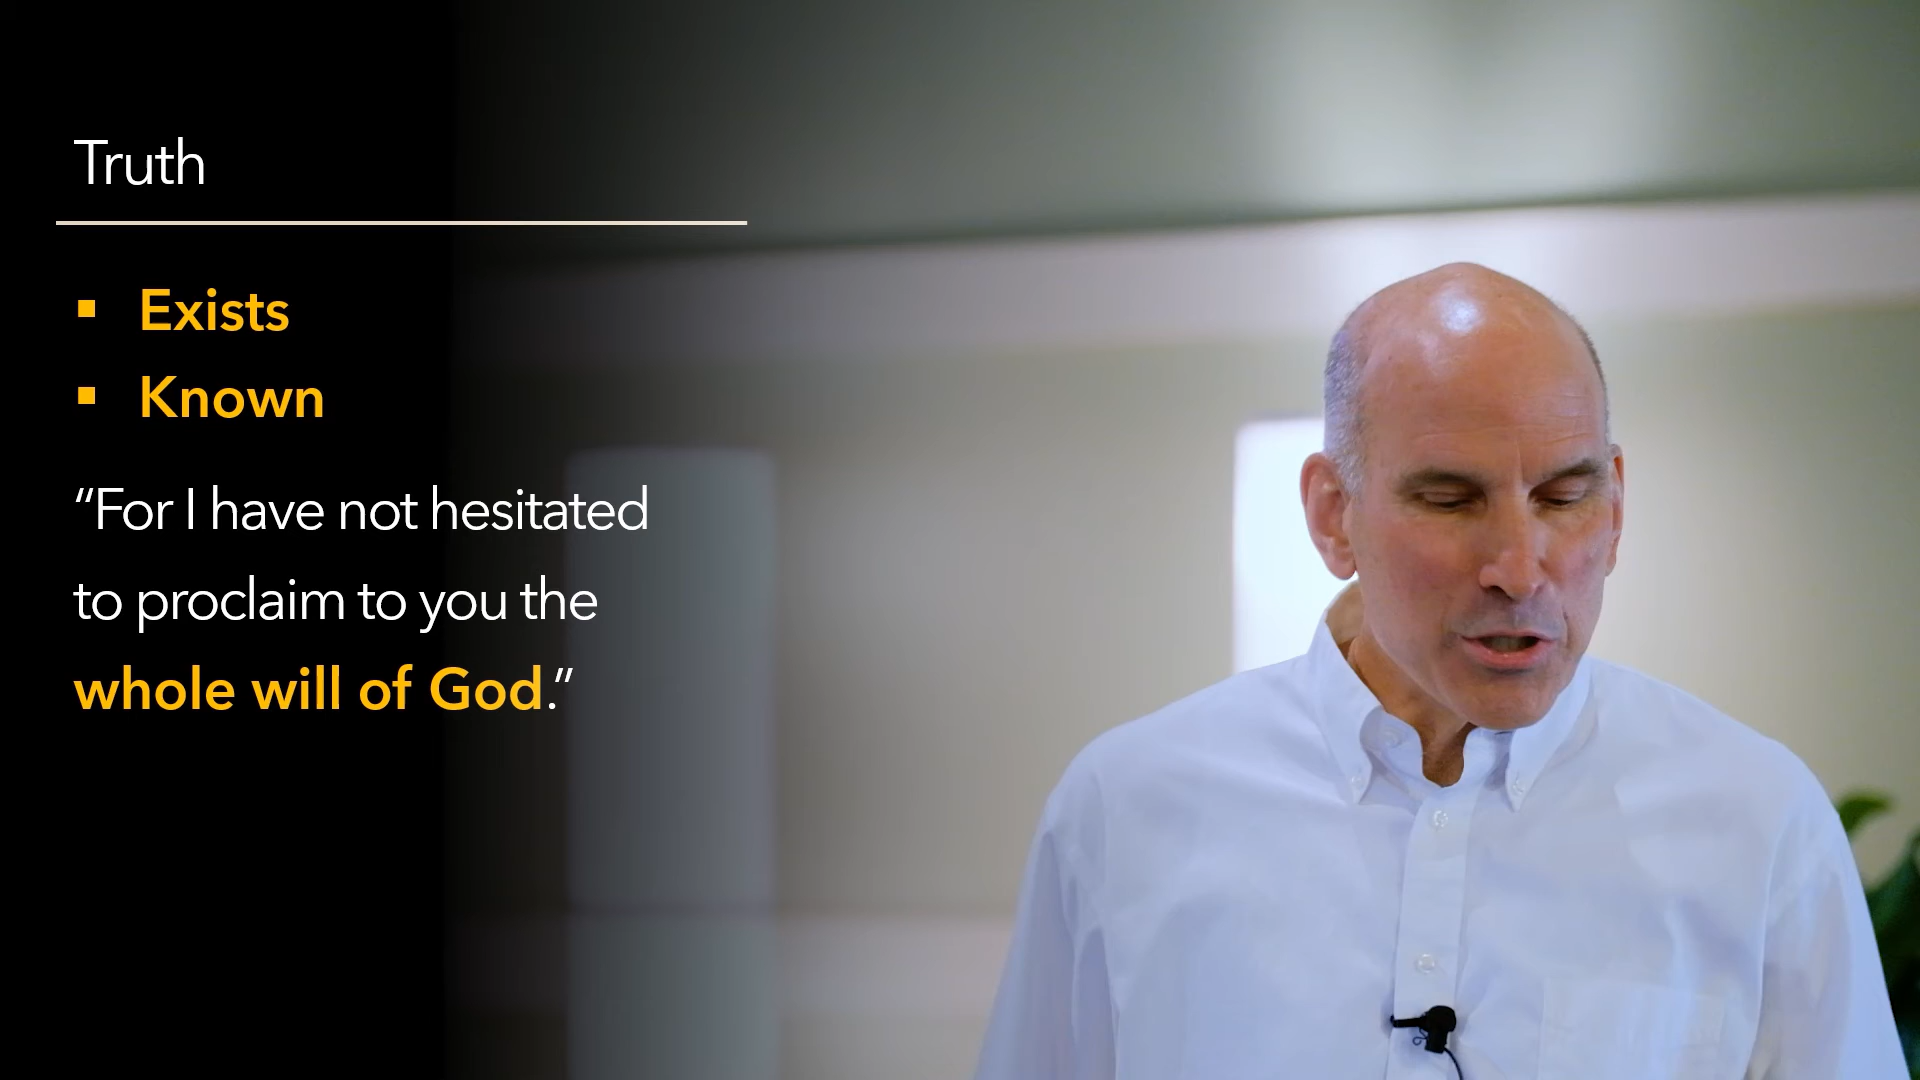 Truth
▪ Exists
▪ Known
“For I have not hesitated
to proclaim to you the
whole will of God.”